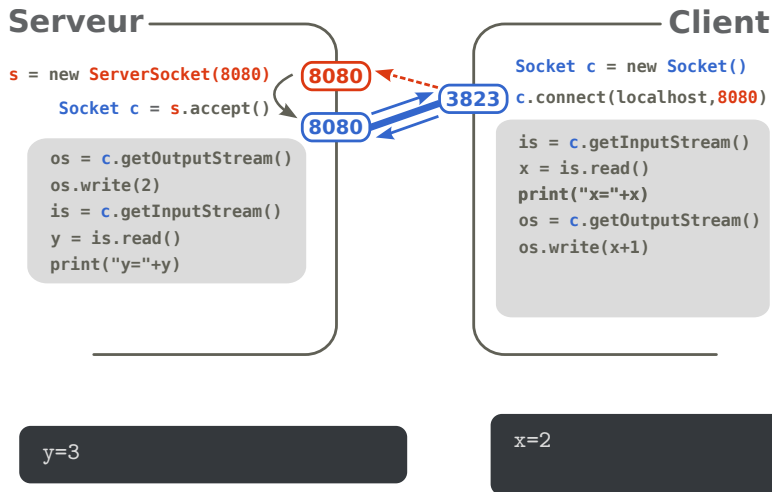 Serveur
s = new ServerSocket(8080)
8080
Socket c = s.accept()
8080
os = c.getOutputStream()
os.write(2)
is = c.getInputStream()
y = is.read()
print("y="+y)
Client
Socket c = new Socket()
3823
c.connect(localhost,8080)
is = c.getInputStream()
x = is.read()
print("x="+x)
os = c.getOutputStream()
os.write(x+1)
y=3
x=2